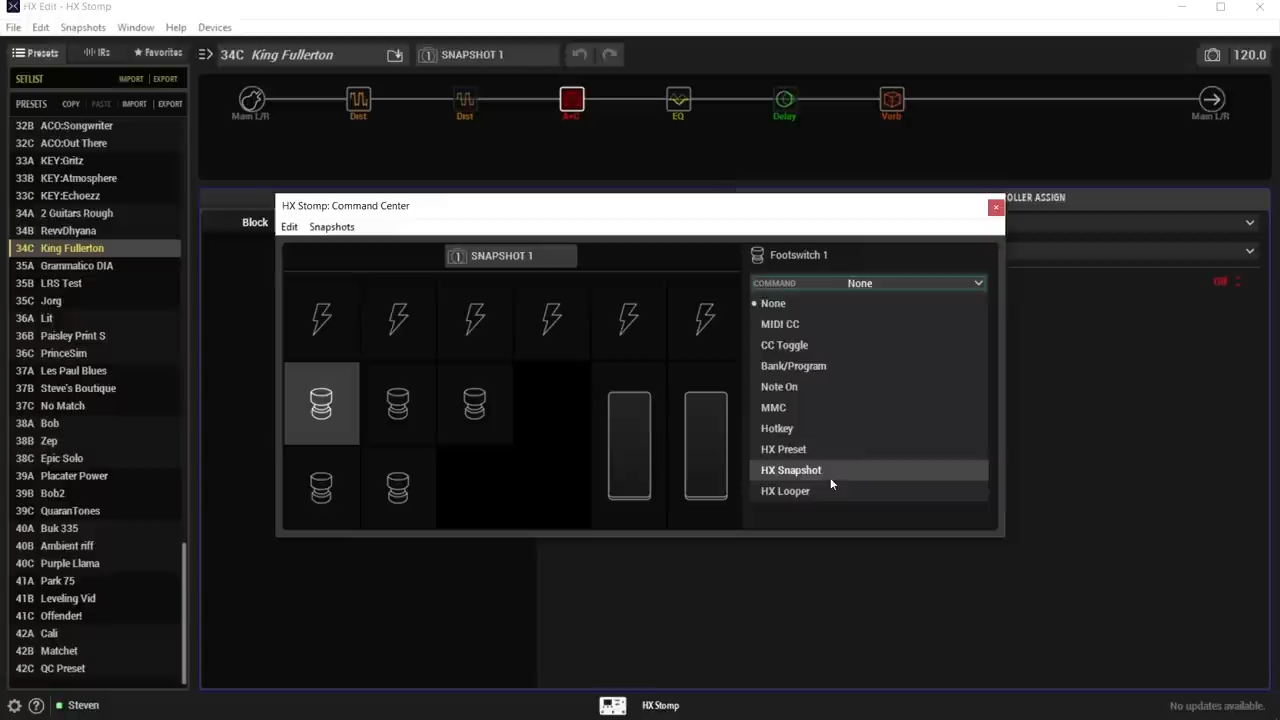 HX Edit - HX Stomp
File Edit Snapshots Window Help Devices
Presets IRs Favorites
34C King Fullerton
1 SNAPSHOT 1
120.0
SETLIST IMPORT EXPORT
PRESETS COPY PASTE IMPORT EXPORT
32B ACO:Songwriter
32C ACO:Out There
33A KEY:Gritz
33B KEY:Atmosphere
33C KEY:Echoezz
34A 2 Guitars Rough
34B RevvDhyana
34C King Fullerton
35A Grammatico DIA
35B LRS Test
35C Jorg
36A Lit
36B Paisley Print S
36C PrinceSim
37A Les Paul Blues
37B Steve's Boutique
37C No Match
38A Bob
38B Zep
38C Epic Solo
39A Placater Power
39B Bob2
39C QuaranTones
40A Buk 335
40B Ambient riff
40C Purple Llama
41A Park 75
41B Leveling Vid
41C Offender!
42A Cali
42B Matchet
42C QC Preset
Main L/R Dist Dist A+C EQ Delay Verb Main L/R
OLLER ASSIGN
Block
Off
HX Stomp: Command Center
Edit Snapshots
1 SNAPSHOT 1
Footswitch 1
COMMAND None
None
MIDI CC
CC Toggle
Bank/Program
Note On
MMC
Hotkey
HX Preset
HX Snapshot
HX Looper
Steven
HX Stomp
No updates available.